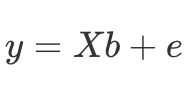 y = Xb + e